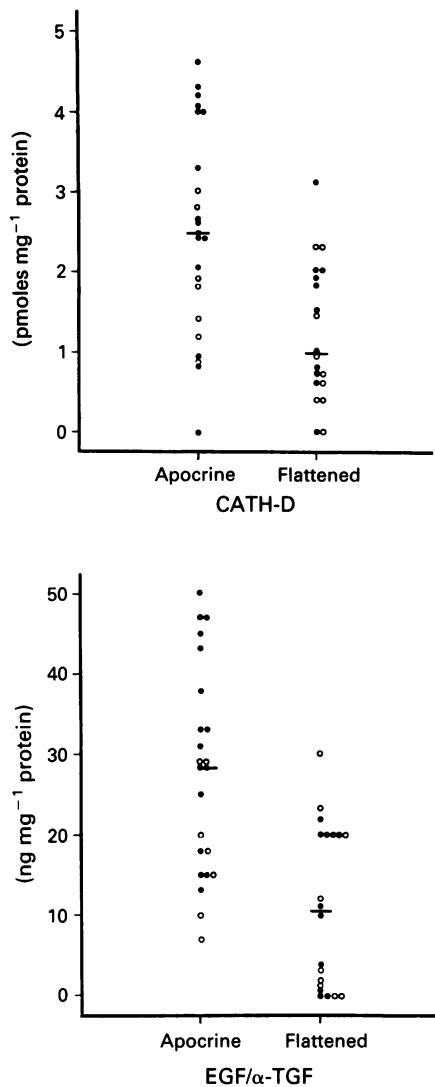 (pmoles mg⁻¹ protein)
5
4
3
2
1
0
Apocrine Flattened
CATH-D
(ng mg⁻¹ protein)
50
40
30
20
10
0
Apocrine Flattened
EGF/α-TGF